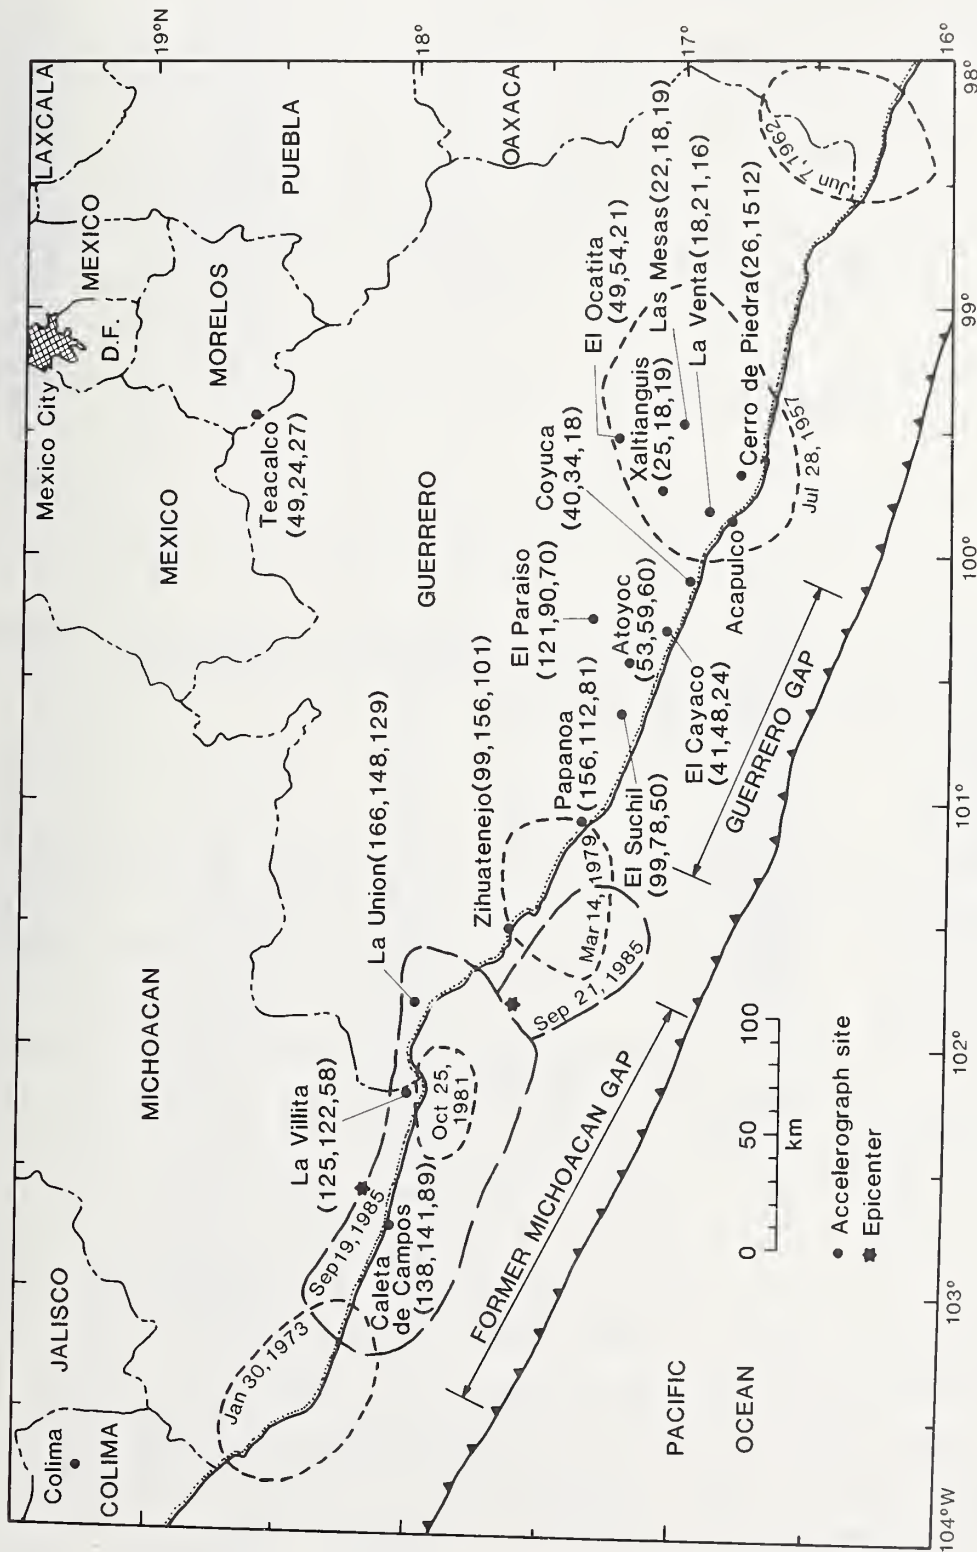 Mexico City
LAXCALA
MEXICO
D.F.
MORELOS
PUEBLA
OAXACA
19°N
18°
17°
16°
MEXICO
Teacalco
(49,24,27)
GUERRERO
JALISCO
Colima
COLIMA
MICHOACAN
La Union(166,148,129)
Zihuatenejo(99,156,101)
El Paraiso
(121,90,70)
Coyuca
(40,34,18)
El Ocatita
(49,54,21)
Xaltianguis
(25,18,19)
Las Mesas(22,18,19)
La Venta(18,21,16)
Cerro de Piedra(26,1512)
Papanoa
(156,112,81)
Atoyoc
(53,59,60)
El Suchil
(99,78,50)
El Cayaco
(41,48,24)
Acapulco
La Villita
(125,122,58)
Caleta
de Campos
(138,141,89)
Jan 30, 1973
Sep19, 1985
Oct 25,
1981
Sep 21, 1985
Mar 14, 1979
Jul 28, 1957
Jun 7, 1962
FORMER MICHOACAN GAP
GUERRERO GAP
PACIFIC
OCEAN
0 50 100
km
Accelerograph site
Epicenter
104°W
103°
102°
101°
100°
99°
98°